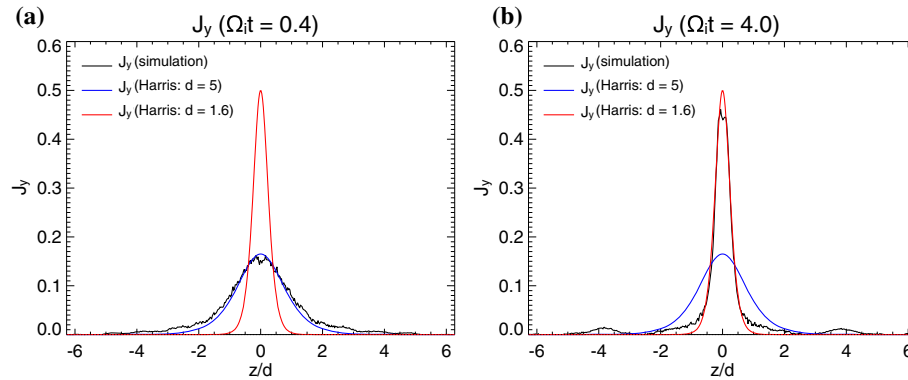 (a)
J_y (Ω_it = 0.4)
0.6
0.5
0.4
0.3
0.2
0.1
0.0
J_y
J_y (simulation)
J_y (Harris: d = 5)
J_y (Harris: d = 1.6)
-6 -4 -2 0 2 4 6
z/d
(b)
J_y (Ω_it = 4.0)
0.6
0.5
0.4
0.3
0.2
0.1
0.0
J_y
J_y (simulation)
J_y (Harris: d = 5)
J_y (Harris: d = 1.6)
-6 -4 -2 0 2 4 6
z/d